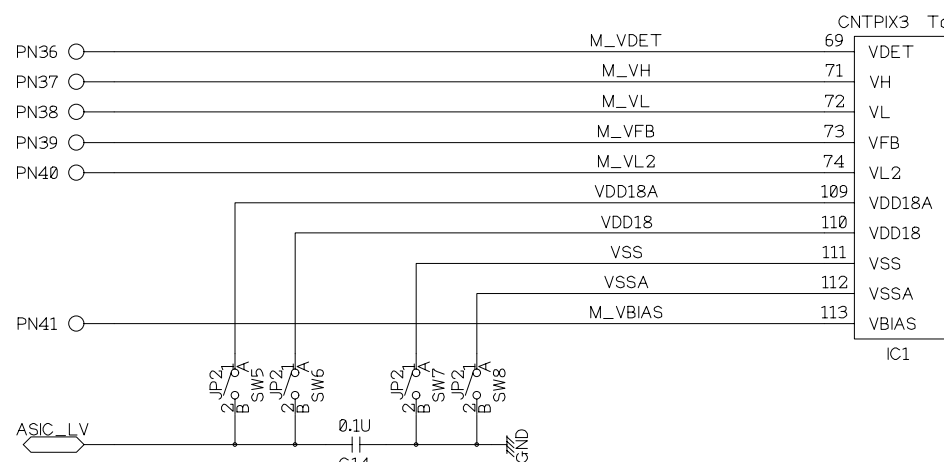 CNTPIX3
PN36 M_VDET 69 VDET
PN37 M_VH 71 VH
PN38 M_VL 72 VL
PN39 M_VFB 73 VFB
PN40 M_VL2 74 VL2
VDD18A 109 VDD18A
VDD18 110 VDD18
VSS 111 VSS
VSSA 112 VSSA
PN41 M_VBIAS 113 VBIAS
IC1
JP2 1 A SW5 2 B
JP2 1 A SW6 2 B
JP2 1 A SW7 2 B
JP2 1 A SW8 2 B
ASIC_LV 0.1U GND